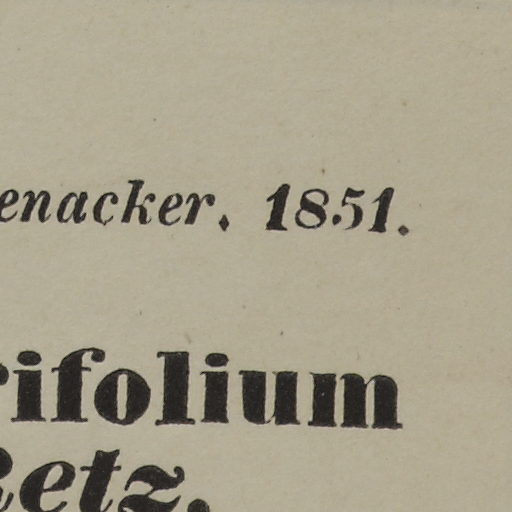 enacker. 1851.
rifolium
Retz.